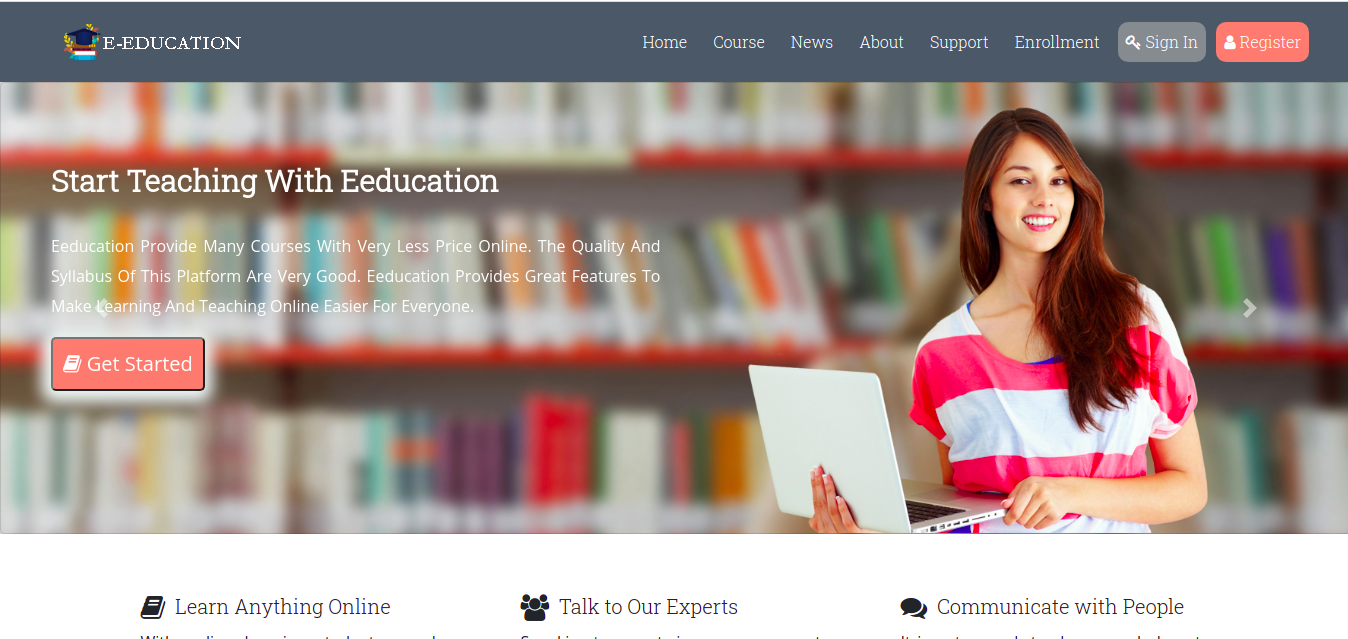 E-EDUCATION
Home Course News About Support Enrollment Sign In Register
Start Teaching With Eeducation
Eeducation Provide Many Courses With Very Less Price Online. The Quality And
Syllabus Of This Platform Are Very Good. Eeducation Provides Great Features To
Make Learning And Teaching Online Easier For Everyone.
Get Started
Learn Anything Online Talk to Our Experts Communicate with People